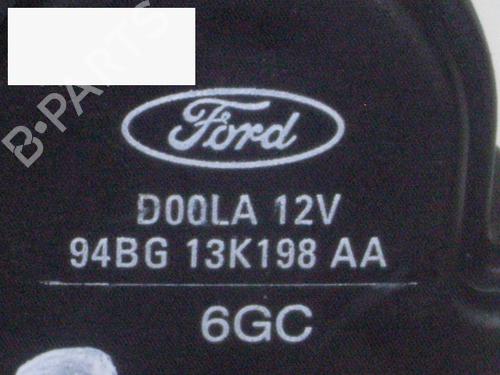 B·PARTS
Ford
D00LA 12V
94BG 13K198 AA
6GC